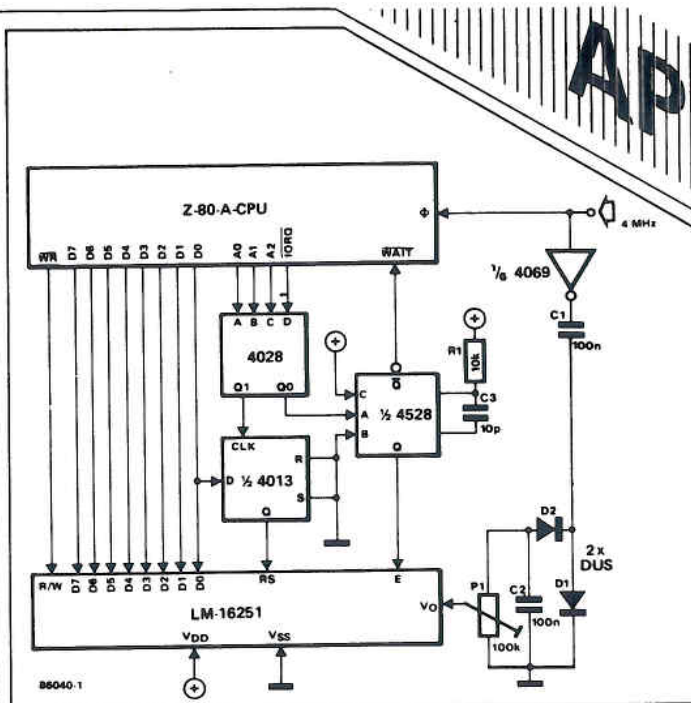 AP
Z-80-A-CPU
Φ
WR D7 D6 D5 D4 D3 D2 D1 D0 A0 A1 A2 IORQ WAIT
4 MHz
1/6 4069
C1
100n
A B C D
4028
Q1 Q0
+
R1
10k
C3
10p
C Q
A ½ 4528
B
Q
CLK
R
D ½ 4013
S
Q
D2
2x
DUS
D1
P1
C2
100n
100k
R/W D7 D6 D5 D4 D3 D2 D1 D0 RS E
LM-16251
VO
VDD VSS
+
86040-1